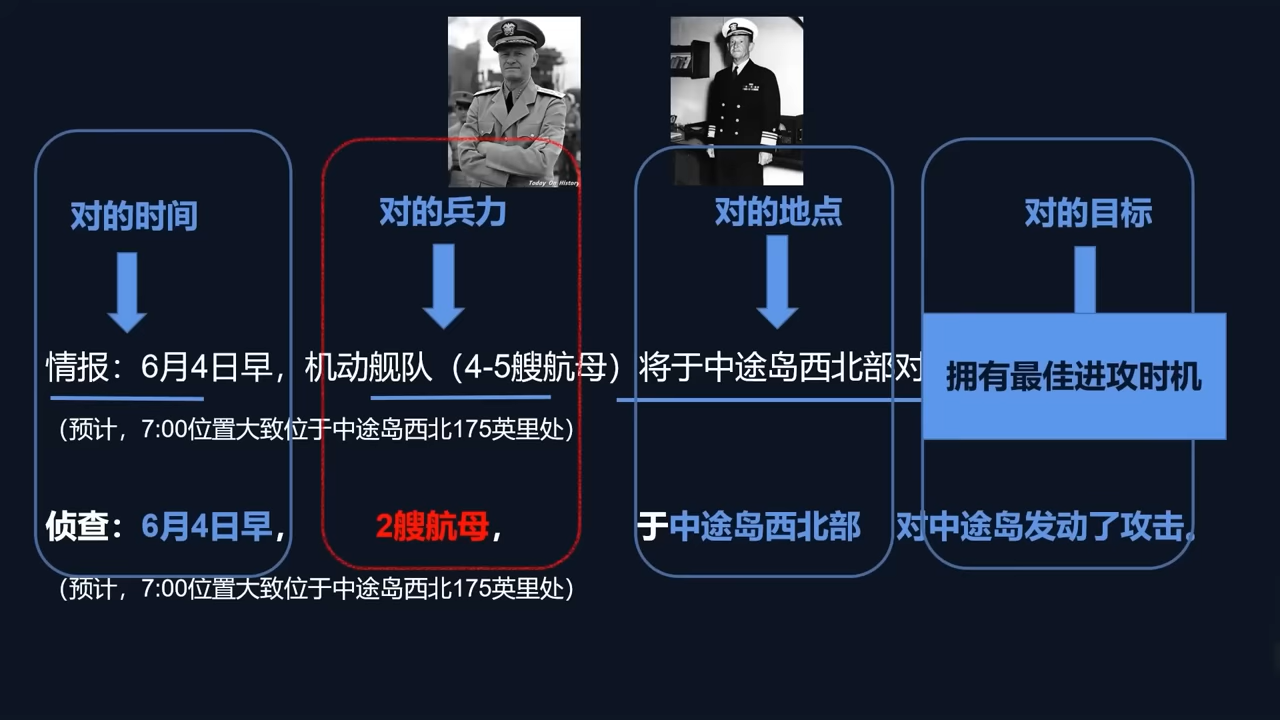 Today On History
对的时间
对的兵力
对的地点
对的目标
情报：6月4日早，机动舰队（4-5艘航母）将于中途岛西北部对
拥有最佳进攻时机
（预计，7:00位置大致位于中途岛西北175英里处）
侦查：6月4日早， 2艘航母， 于中途岛西北部 对中途岛发动了攻击。
（预计，7:00位置大致位于中途岛西北175英里处）